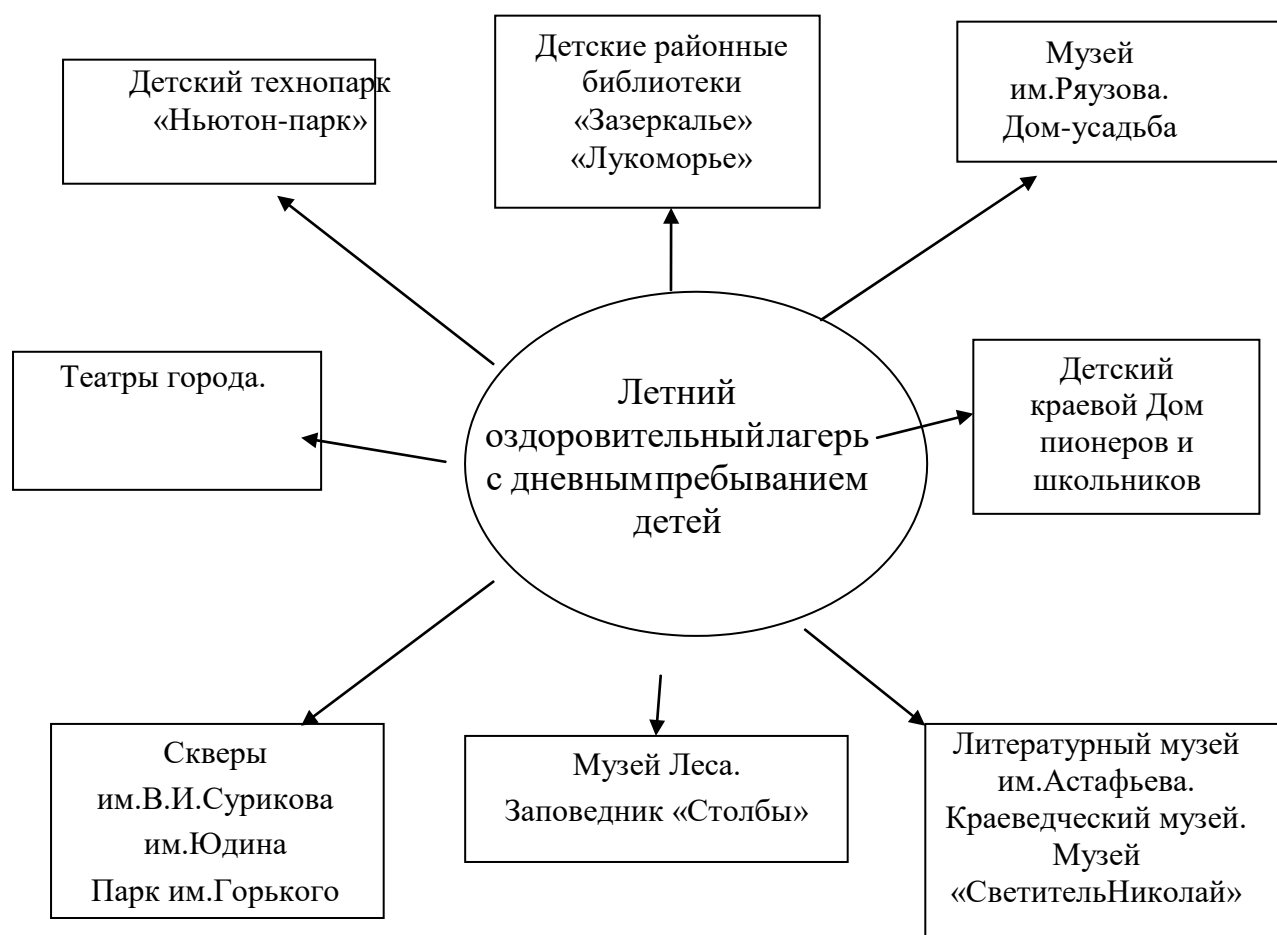 Детский технопарк
«Ньютон-парк»
Детские районные
библиотеки
«Зазеркалье»
«Лукоморье»
Музей
им.Ряузова.
Дом-усадьба
Театры города.
Летний
оздоровительныйлагерь
с дневнымпребыванием
детей
Детский
краевой Дом
пионеров и
школьников
Скверы
им.В.И.Сурикова
им.Юдина
Парк им.Горького
Музей Леса.
Заповедник «Столбы»
Литературный музей
им.Астафьева.
Краеведческий музей.
Музей
«СветительНиколай»